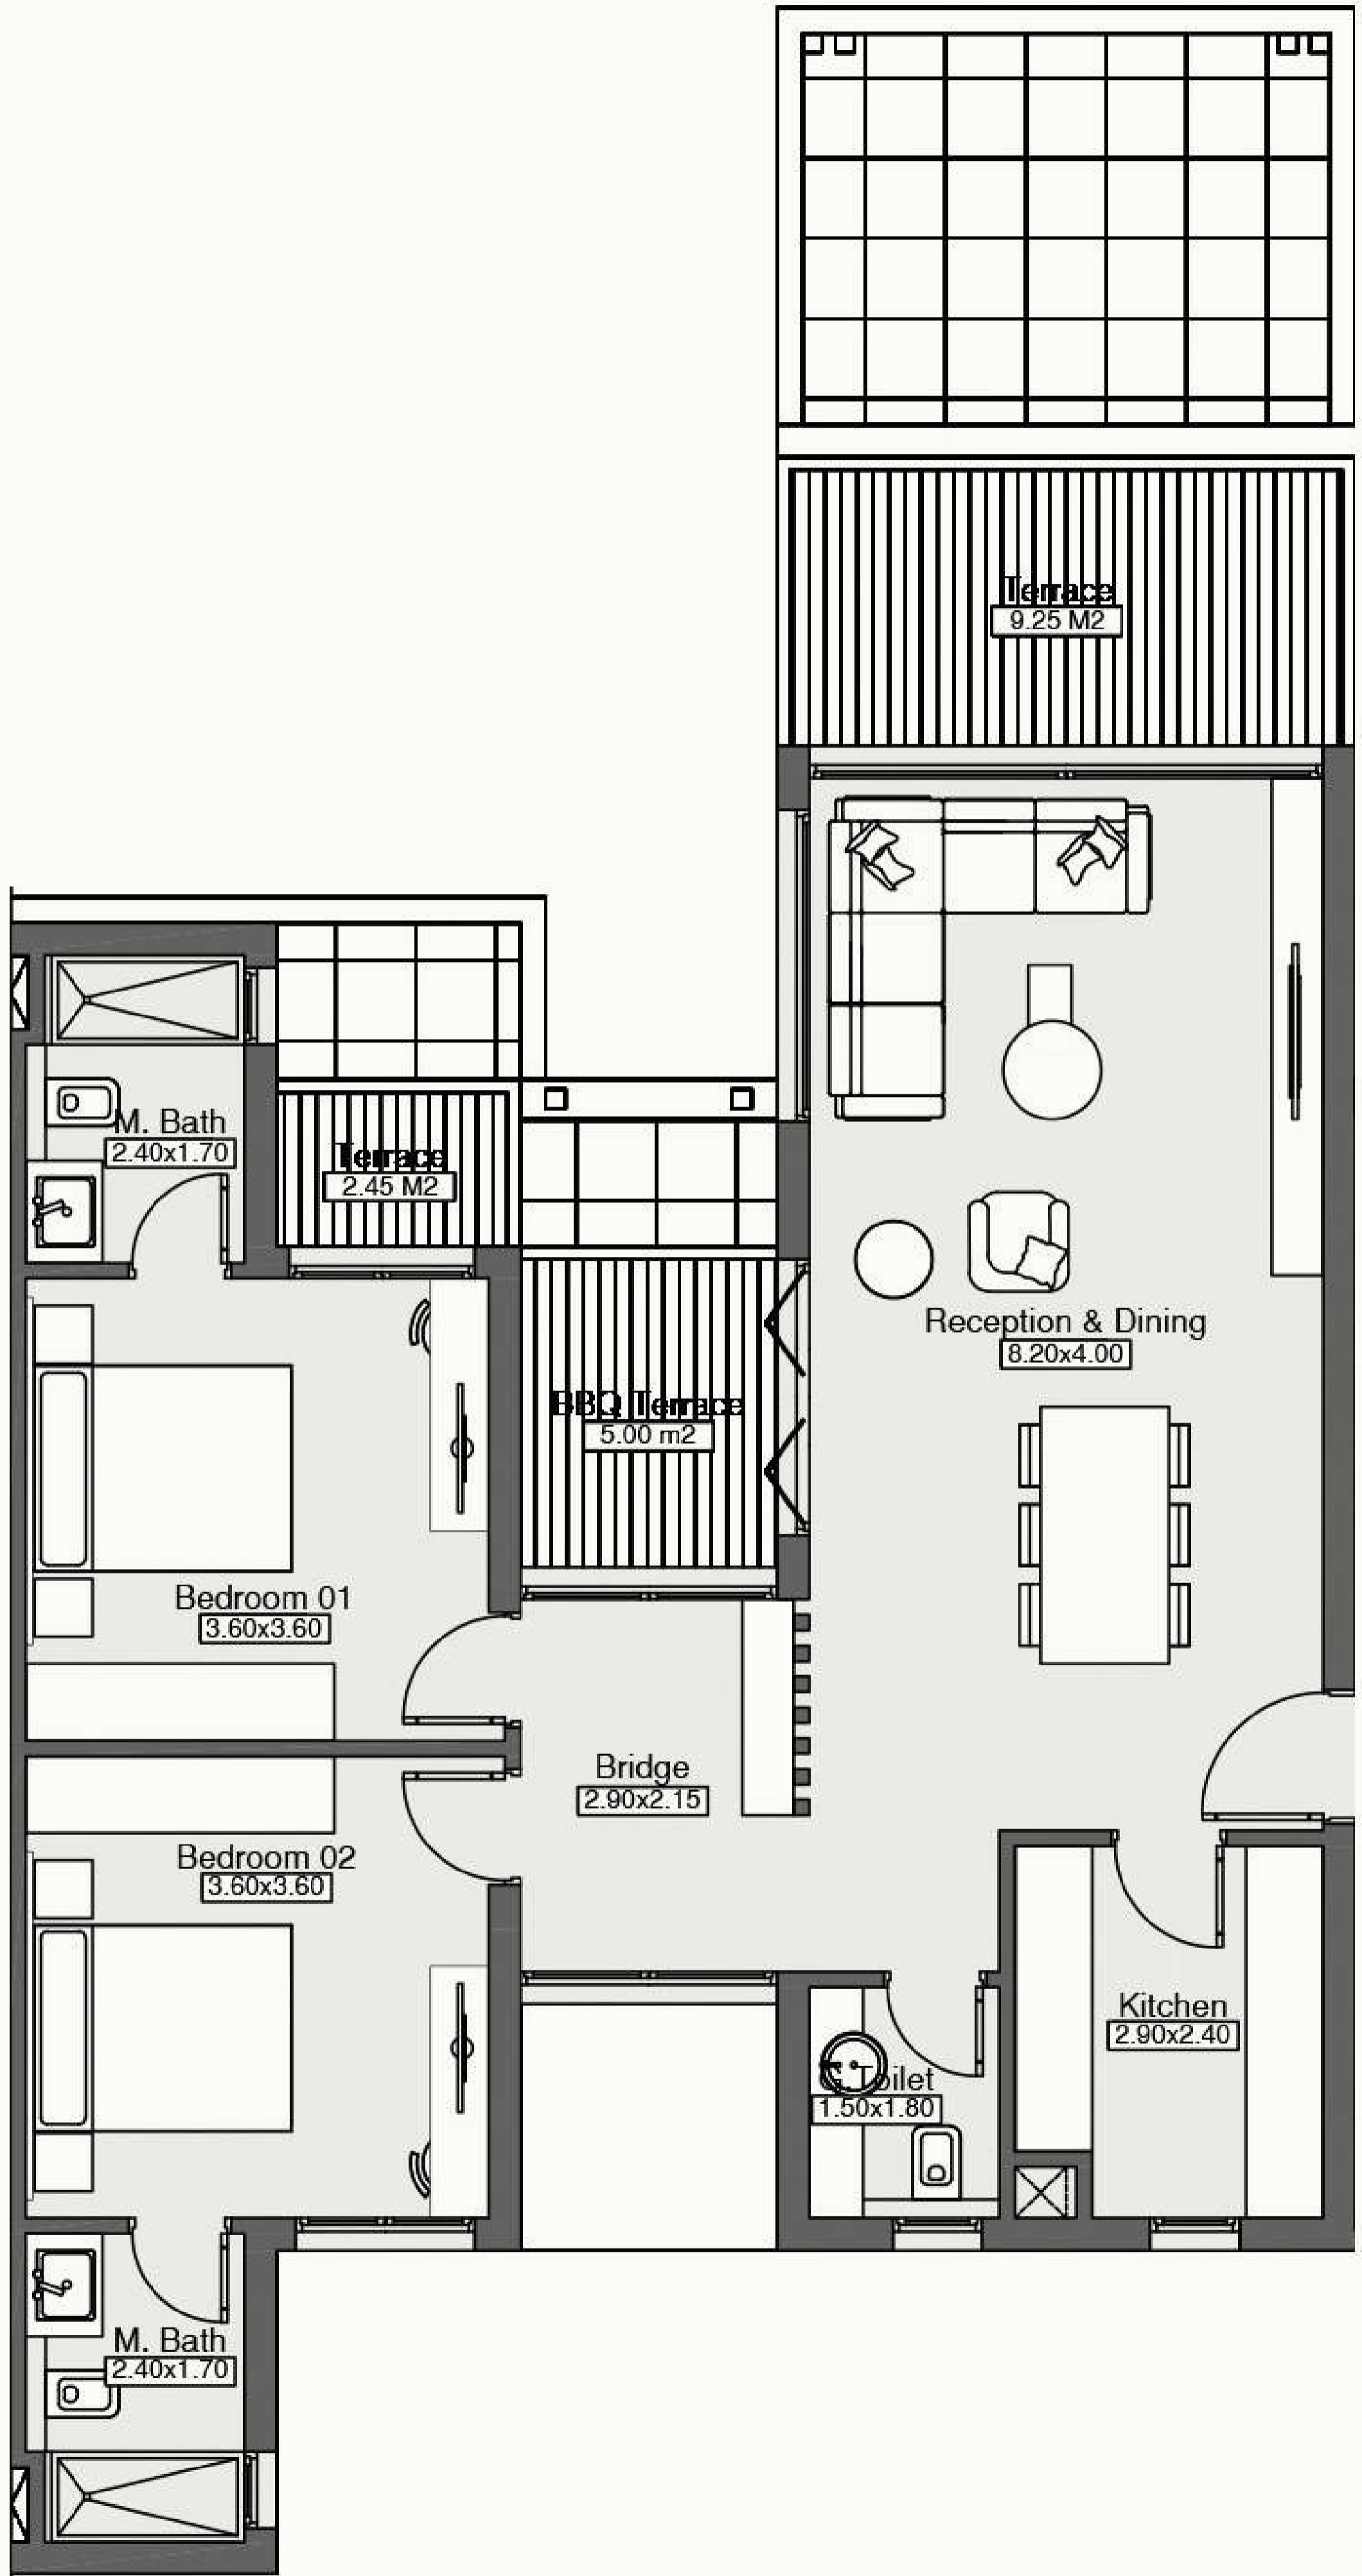 Terrace
9.25 M2
M. Bath
2.40x1.70
Terrace
2.45 M2
Reception & Dining
8.20x4.00
BBQ Terrace
5.00 m2
Bedroom 01
3.60x3.60
Bridge
2.90x2.15
Bedroom 02
3.60x3.60
Kitchen
2.90x2.40
G.Toilet
1.50x1.80
M. Bath
2.40x1.70